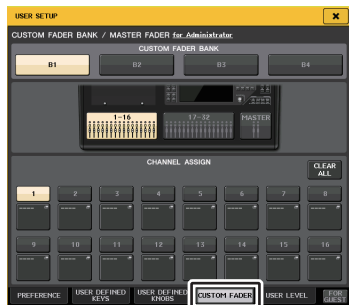 USER SETUP
CUSTOM FADER BANK / MASTER FADER for Administrator
CUSTOM FADER BANK
B1 B2 B3 B4
1-16 17-32 MASTER
CHANNEL ASSIGN
CLEAR ALL
1 2 3 4 5 6 7 8
9 10 11 12 13 14 15 16
PREFERENCE USER DEFINED KEYS USER DEFINED KNOBS CUSTOM FADER USER LEVEL FOR GUEST